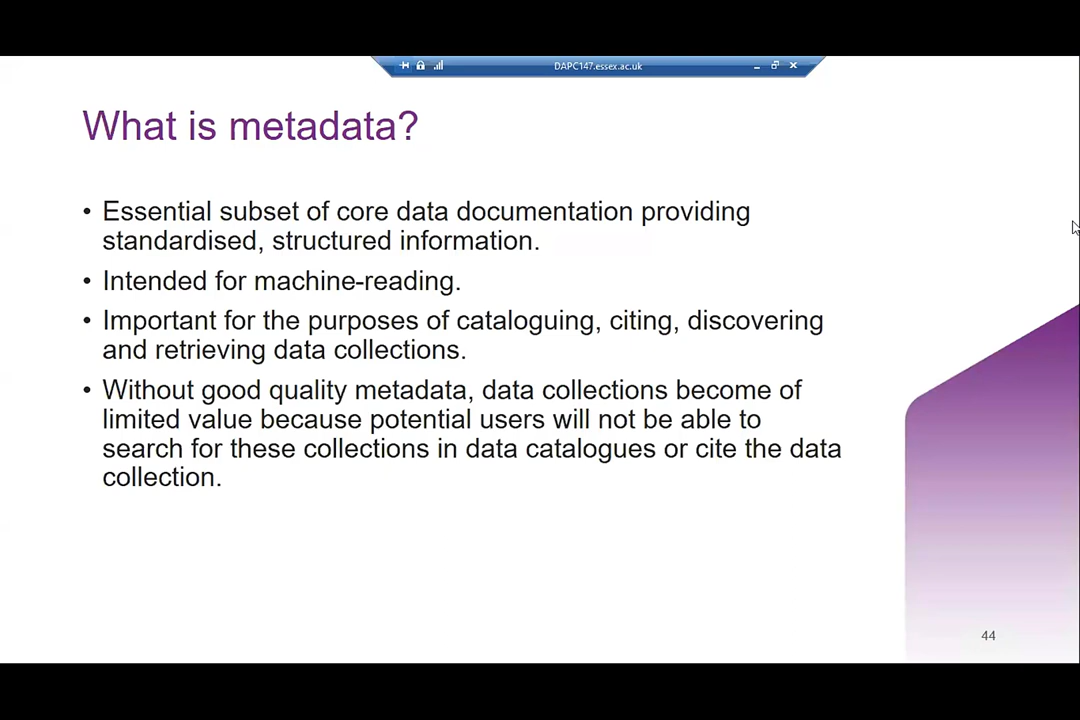 DAPC147.essex.ac.uk
What is metadata?
• Essential subset of core data documentation providing
standardised, structured information.
• Intended for machine-reading.
• Important for the purposes of cataloguing, citing, discovering
and retrieving data collections.
• Without good quality metadata, data collections become of
limited value because potential users will not be able to
search for these collections in data catalogues or cite the data
collection.
44